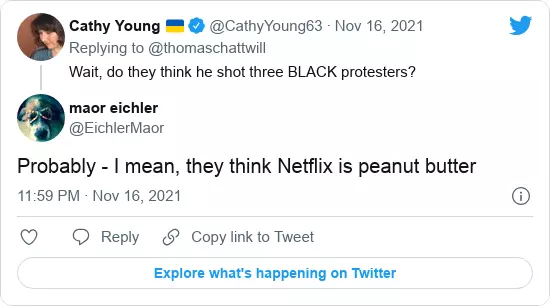 Cathy Young 🇺🇦 @CathyYoung63 · Nov 16, 2021
Replying to @thomaschattwill
Wait, do they think he shot three BLACK protesters?
maor eichler
@EichlerMaor
Probably - I mean, they think Netflix is peanut butter
11:59 PM · Nov 16, 2021
Reply
Copy link to Tweet
Explore what's happening on Twitter